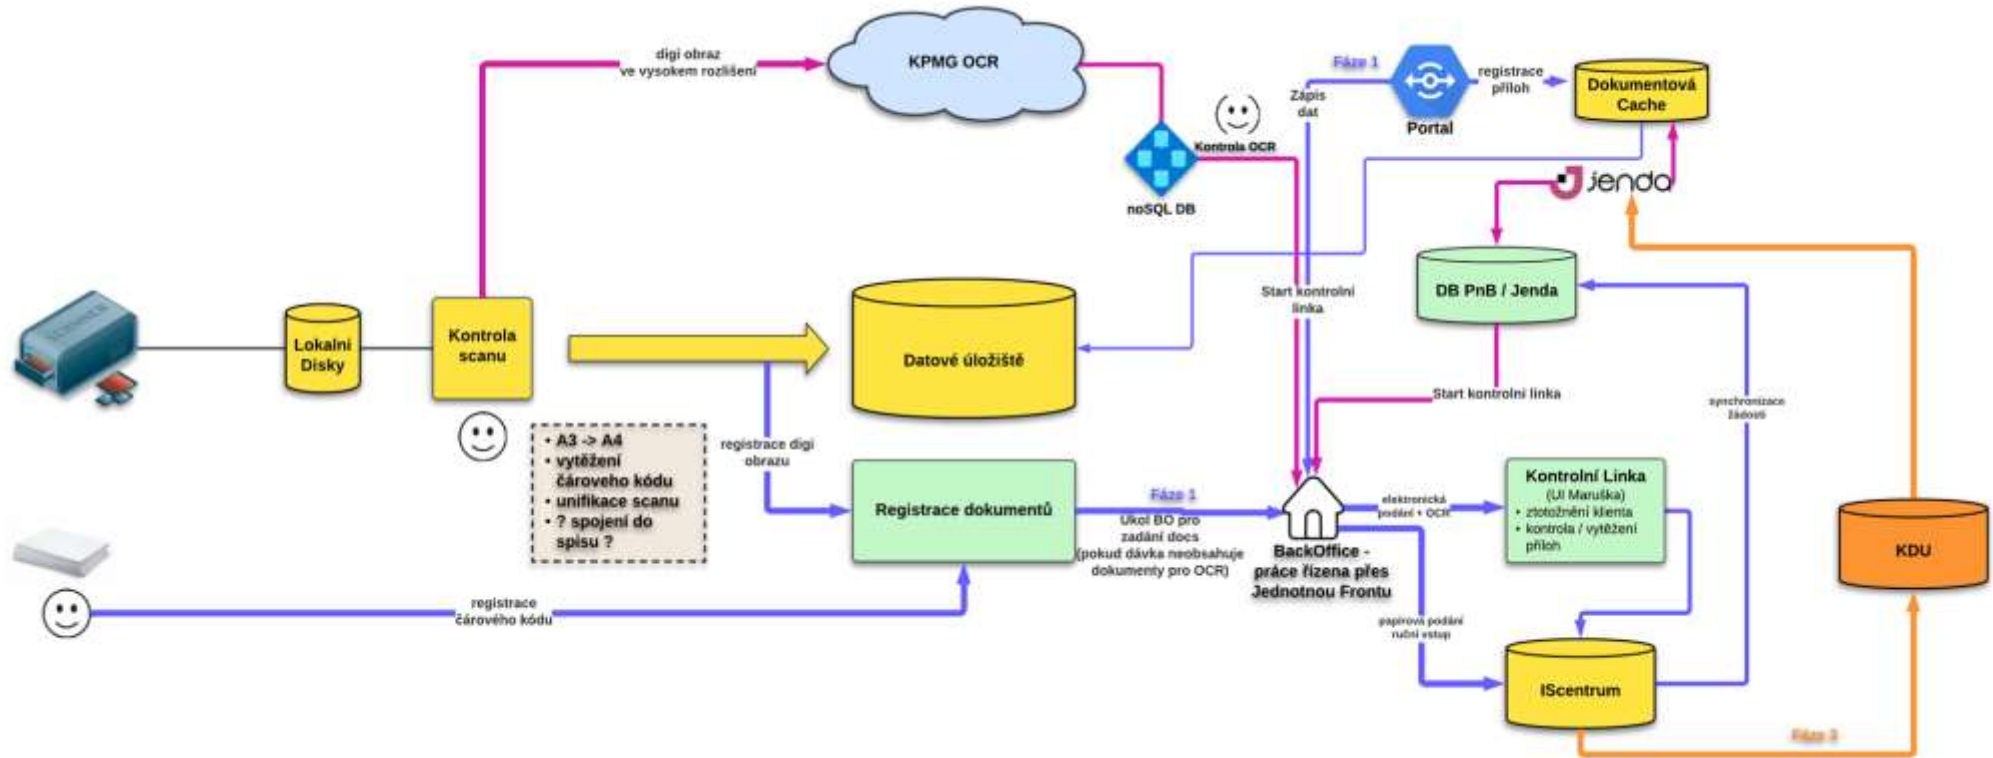 digi obraz
ve vysokem rozlišení
KPMG OCR
noSQL DB
Kontrola OCR
Fáze 1
Zápis
dat
Portal
registrace
příloh
Dokumentová
Cache
jenda
DB PnB / Jenda
Start kontrolní
linka
Start kontrolní linka
synchronizace
žádostí
SCANNER
Lokalní
Disky
Kontrola
scanu
Datové úložiště
• A3 -> A4
• vytěžení
čároveho kódu
• unifikace scanu
• ? spojení do
spisu ?
registrace digi
obrazu
Registrace dokumentů
Fáze 1
Ukol BO pro
zadání docs
(pokud dávka neobsahuje
dokumenty pro OCR)
BackOffice -
práce řízena přes
Jednotnou Frontu
elektronická
podání + OCR
Kontrolní Linka
(UI Maruška)
• ztotožnění klienta
• kontrola / vytěžení
příloh
papírová podání
ruční vstup
IScentrum
KDU
Fáze 3
registrace
čárového kódu